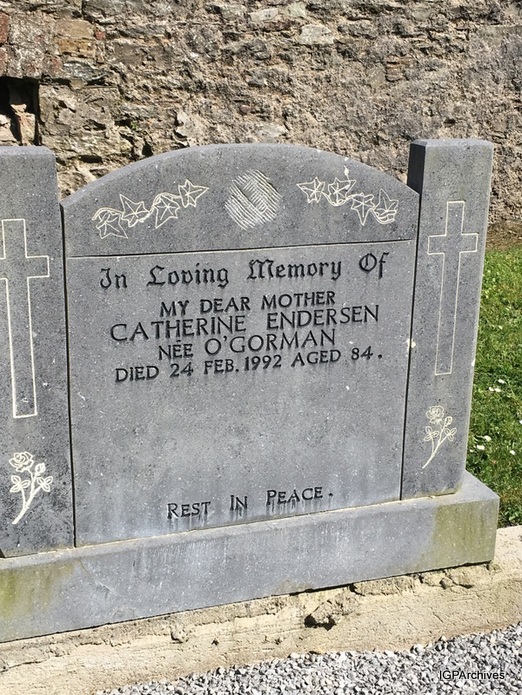 In Loving Memory Of
MY DEAR MOTHER
CATHERINE ENDERSEN
NÉE O'GORMAN
DIED 24 FEB. 1992 AGED 84.
REST IN PEACE.
IGPArchives